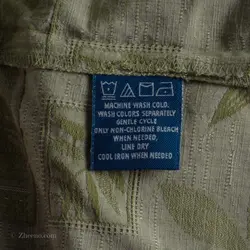 MACHINE WASH COLD.
WASH COLORS SEPARATELY
GENTLE CYCLE
ONLY NON-CHLORINE BLEACH
WHEN NEEDED.
LINE DRY
COOL IRON WHEN NEEDED